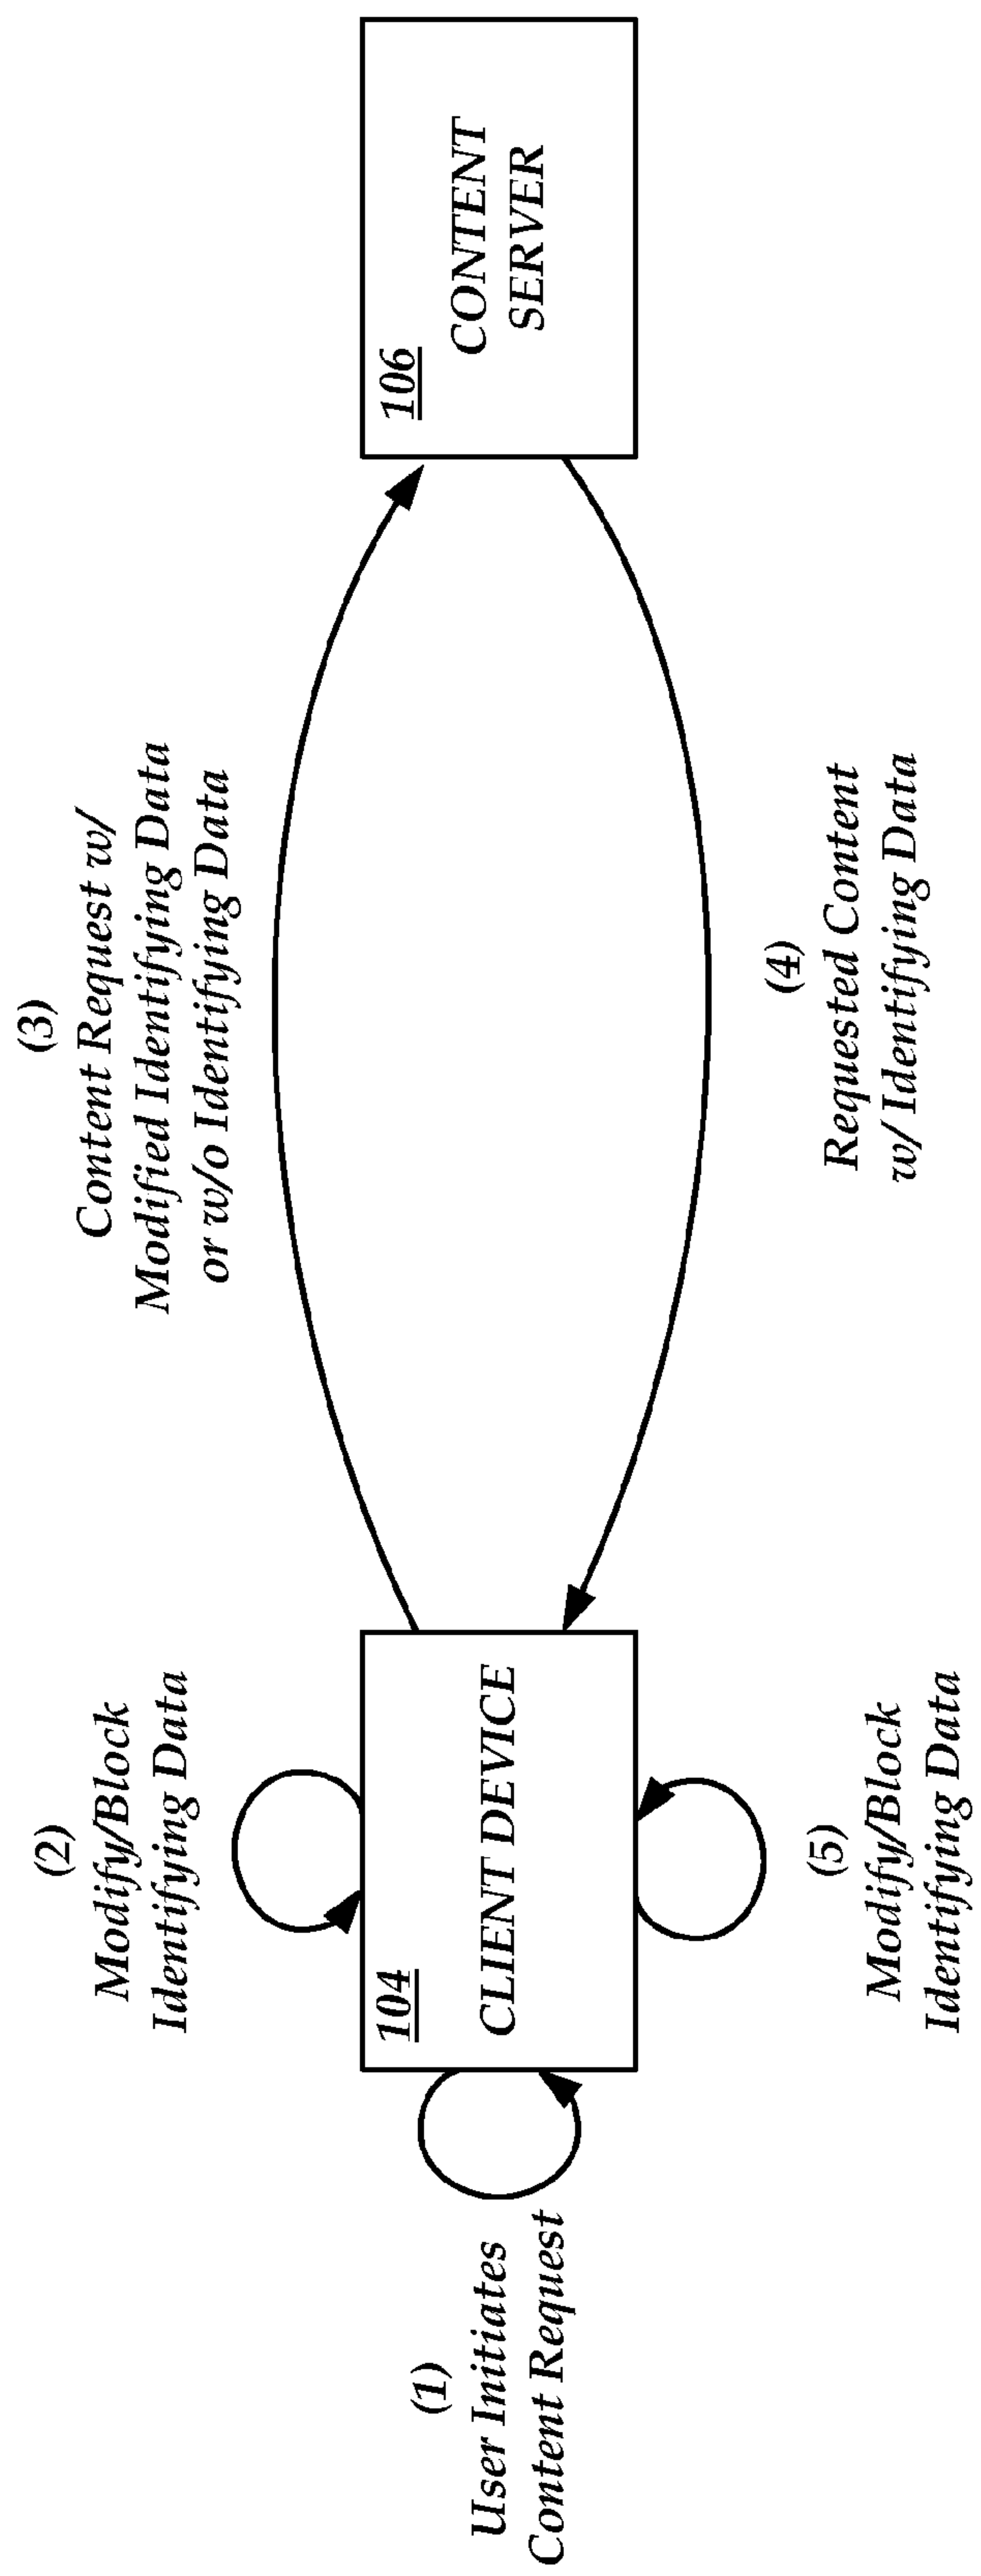 (1)
User Initiates
Content Request
(2)
Modify/Block
Identifying Data
104
CLIENT DEVICE
(5)
Modify/Block
Identifying Data
(3)
Content Request w/
Modified Identifying Data
or w/o Identifying Data
(4)
Requested Content
w/ Identifying Data
106
CONTENT
SERVER